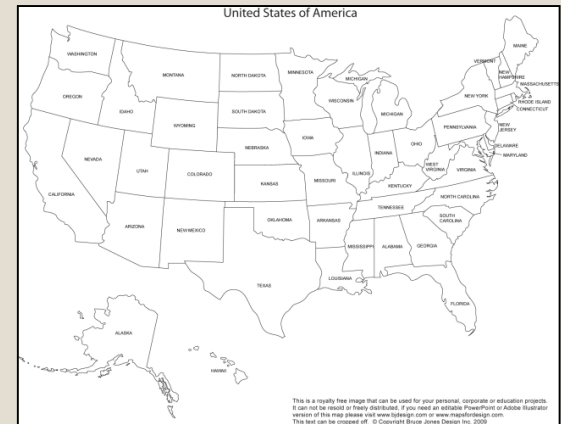 United States of America
WASHINGTON
MAINE
MONTANA
NORTH DAKOTA
MINNESOTA
MICHIGAN
VERMONT
NEW HAMPSHIRE
MASSACHUSETTS
OREGON
IDAHO
SOUTH DAKOTA
WISCONSIN
NEW YORK
RHODE ISLAND
CONNECTICUT
WYOMING
MICHIGAN
PENNSYLVANIA
NEW
JERSEY
NEVADA
NEBRASKA
IOWA
OHIO
DELAWARE
MARYLAND
UTAH
COLORADO
ILLINOIS
INDIANA
WEST
VIRGINIA
VIRGINIA
CALIFORNIA
KANSAS
MISSOURI
KENTUCKY
NORTH CAROLINA
TENNESSEE
ARIZONA
NEW MEXICO
OKLAHOMA
ARKANSAS
SOUTH
CAROLINA
MISSISSIPPI
ALABAMA
GEORGIA
TEXAS
LOUISIANA
FLORIDA
ALASKA
HAWAII
This is a royalty free image that can be used for your personal, corporate or education projects.
It can not be resold or freely distributed, if you need an editable PowerPoint or Adobe Illustrator
version of this map please visit www.bjdesign.com or www.mapsfordesign.com.
This text can be cropped off. © Copyright Bruce Jones Design Inc. 2009